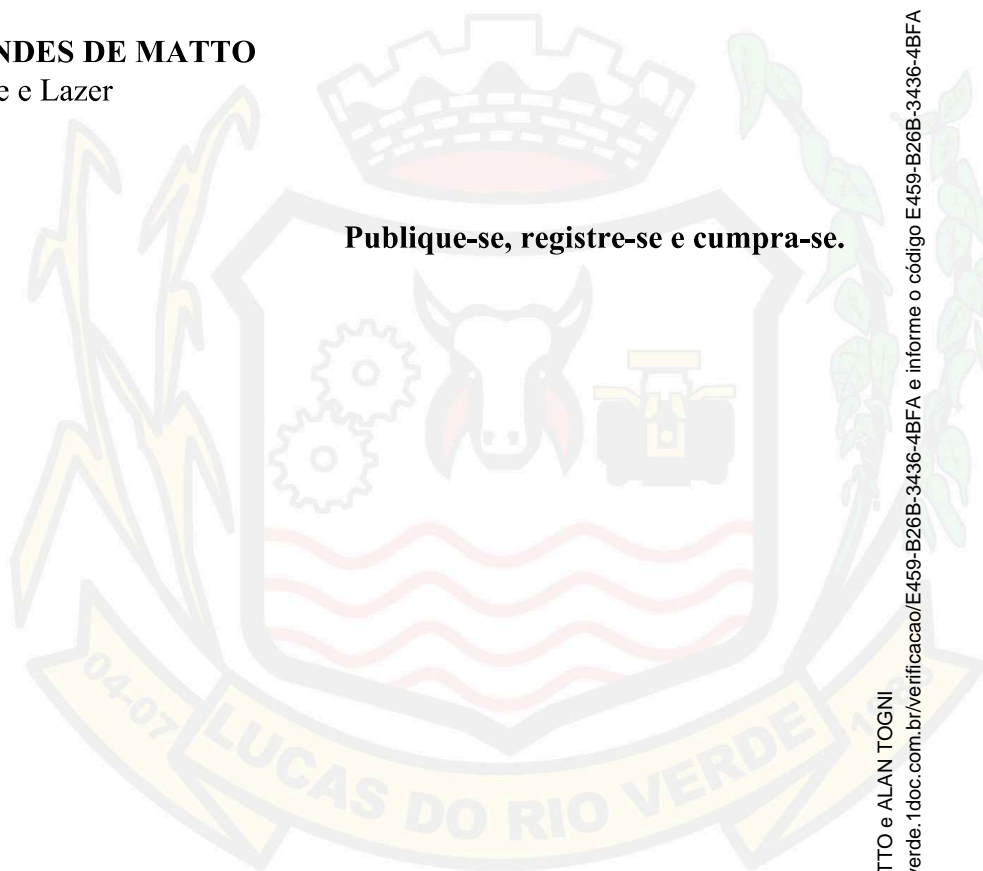 NDES DE MATTO
e e Lazer
Publique-se, registre-se e cumpra-se.
04-07
LUCAS DO RIO VERDE
TTO e ALAN TOGNI
verde.1doc.com.br/verificacao/E459-B26B-3436-4BFA e informe o código E459-B26B-3436-4BFA